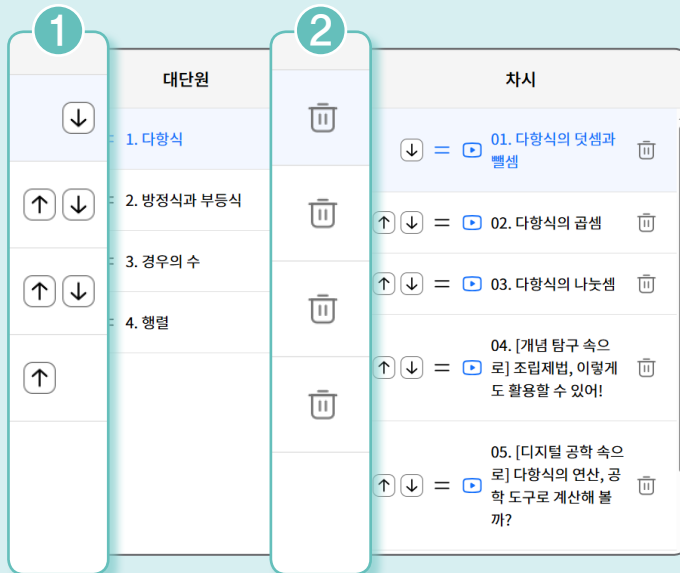 1
2
대단원
차시
1. 다항식
2. 방정식과 부등식
3. 경우의 수
4. 행렬
01. 다항식의 덧셈과
뺄셈
02. 다항식의 곱셈
03. 다항식의 나눗셈
04. [개념 탐구 속으
로] 조립제법, 이렇게
도 활용할 수 있어!
05. [디지털 공학 속으
로] 다항식의 연산, 공
학 도구로 계산해 볼
까?